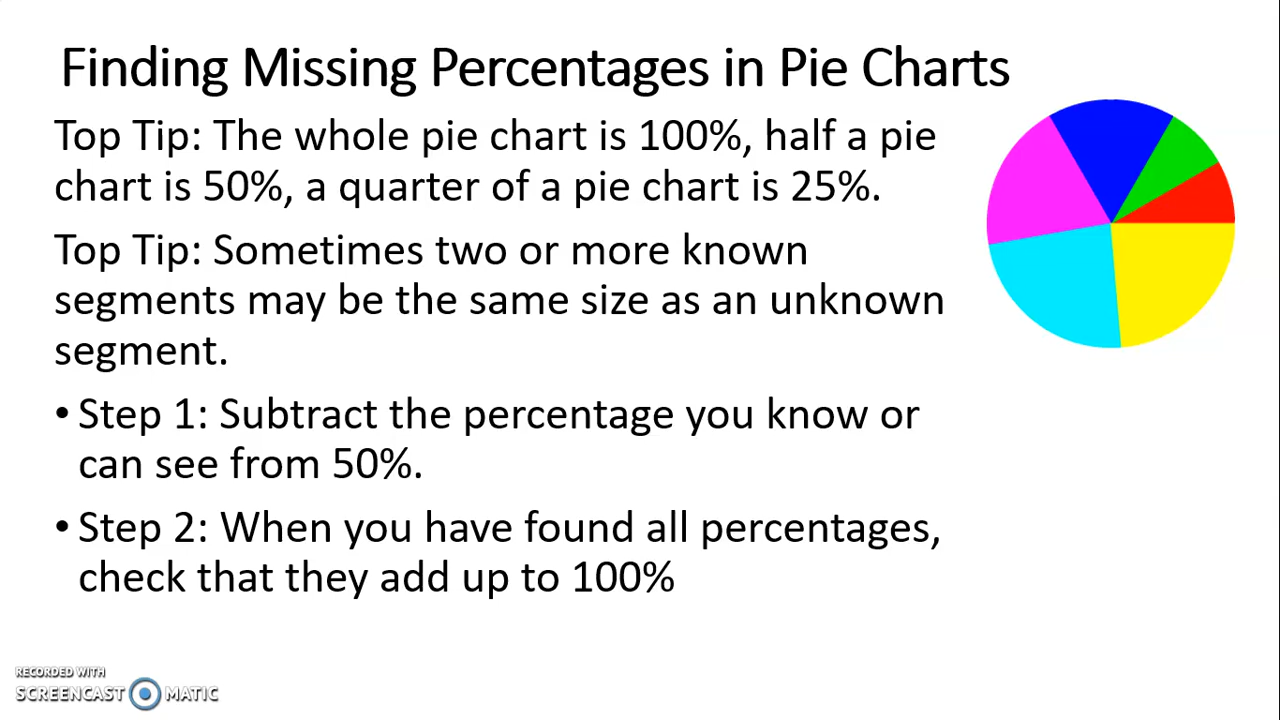 Finding Missing Percentages in Pie Charts
Top Tip: The whole pie chart is 100%, half a pie
chart is 50%, a quarter of a pie chart is 25%.
Top Tip: Sometimes two or more known
segments may be the same size as an unknown
segment.
• Step 1: Subtract the percentage you know or
can see from 50%.
• Step 2: When you have found all percentages,
check that they add up to 100%
RECORDED WITH
SCREENCAST MATIC